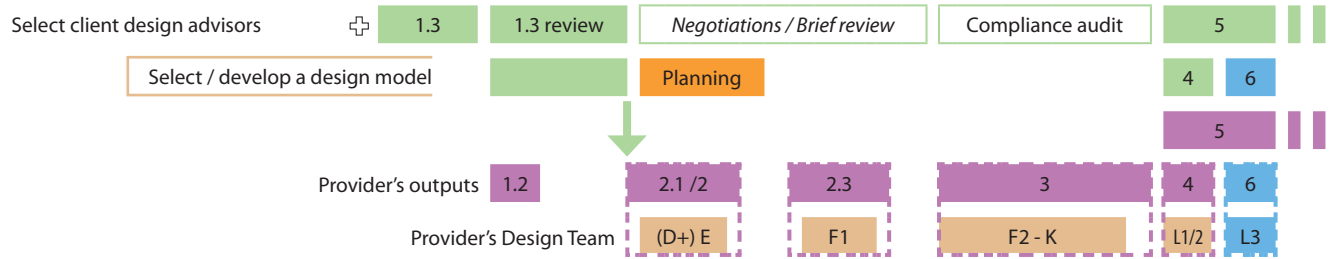 Select client design advisors 1.3 1.3 review Negotiations / Brief review Compliance audit 5
Select / develop a design model Planning 4 6
5
Provider's outputs 1.2 2.1 /2 2.3 3 4 6
Provider's Design Team (D+) E F1 F2 - K L1/2 L3